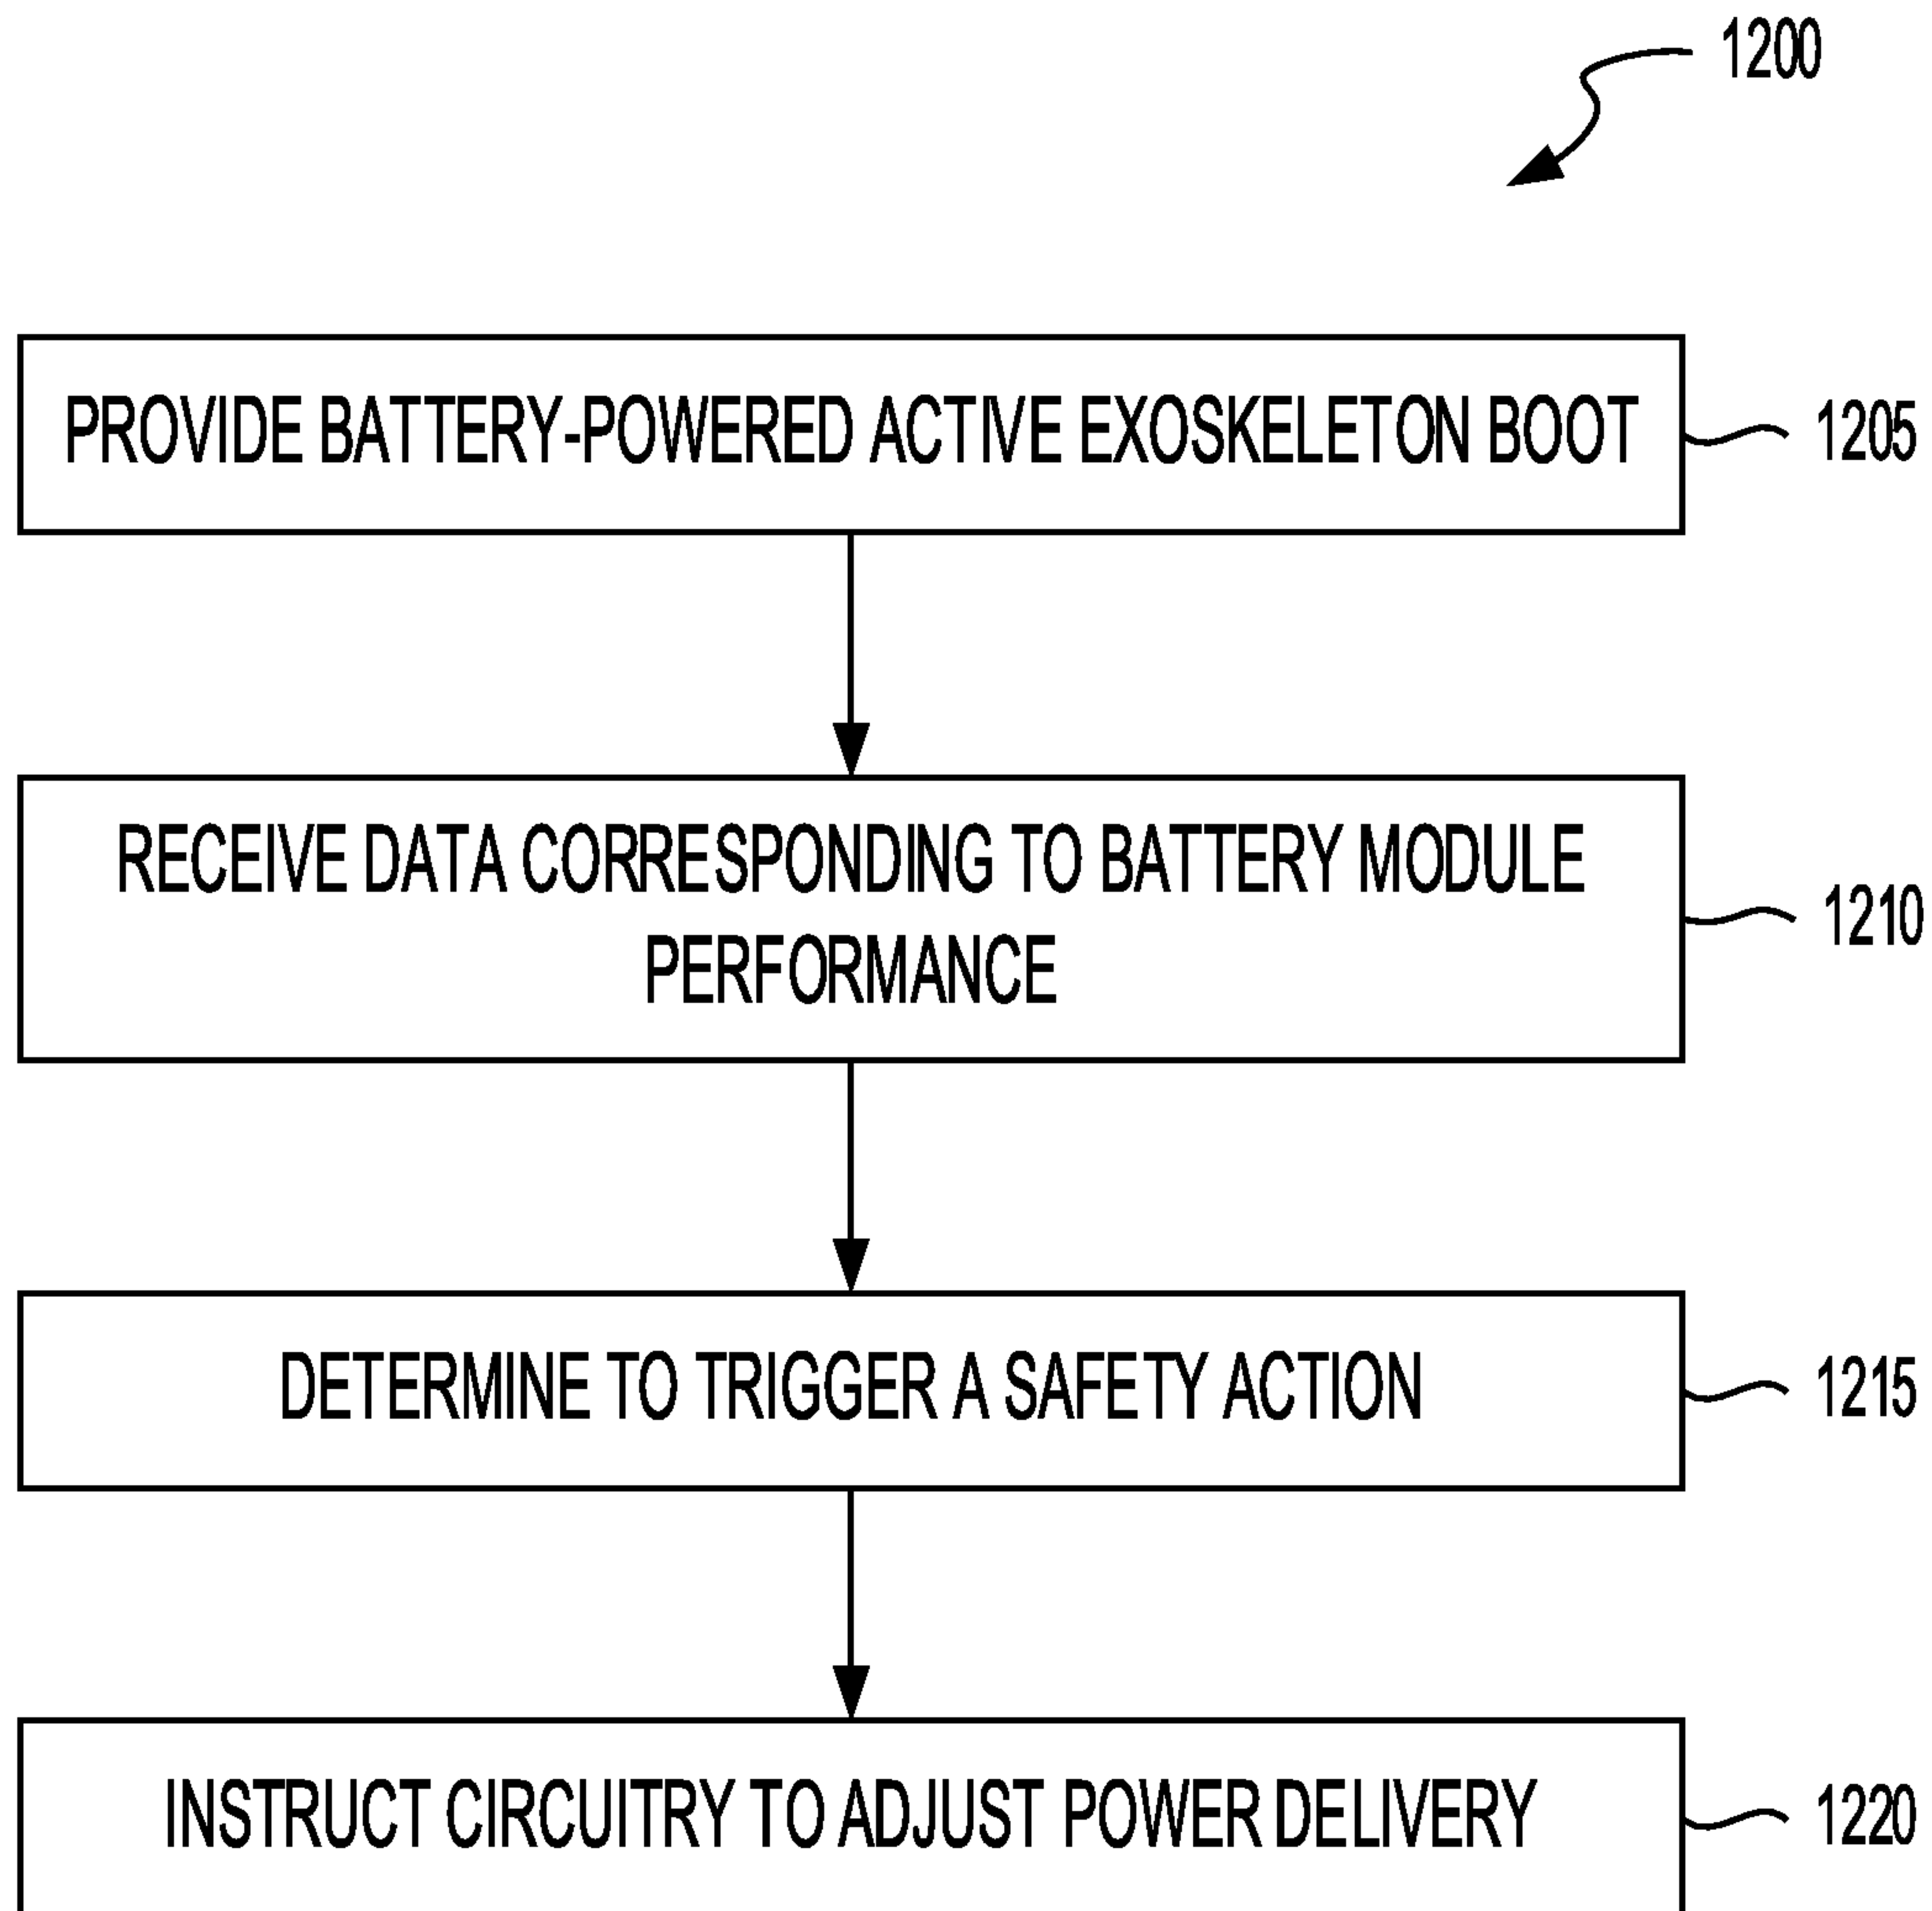 1200
PROVIDE BATTERY-POWERED ACTIVE EXOSKELETON BOOT
1205
RECEIVE DATA CORRESPONDING TO BATTERY MODULE
PERFORMANCE
1210
DETERMINE TO TRIGGER A SAFETY ACTION
1215
INSTRUCT CIRCUITRY TO ADJUST POWER DELIVERY
1220